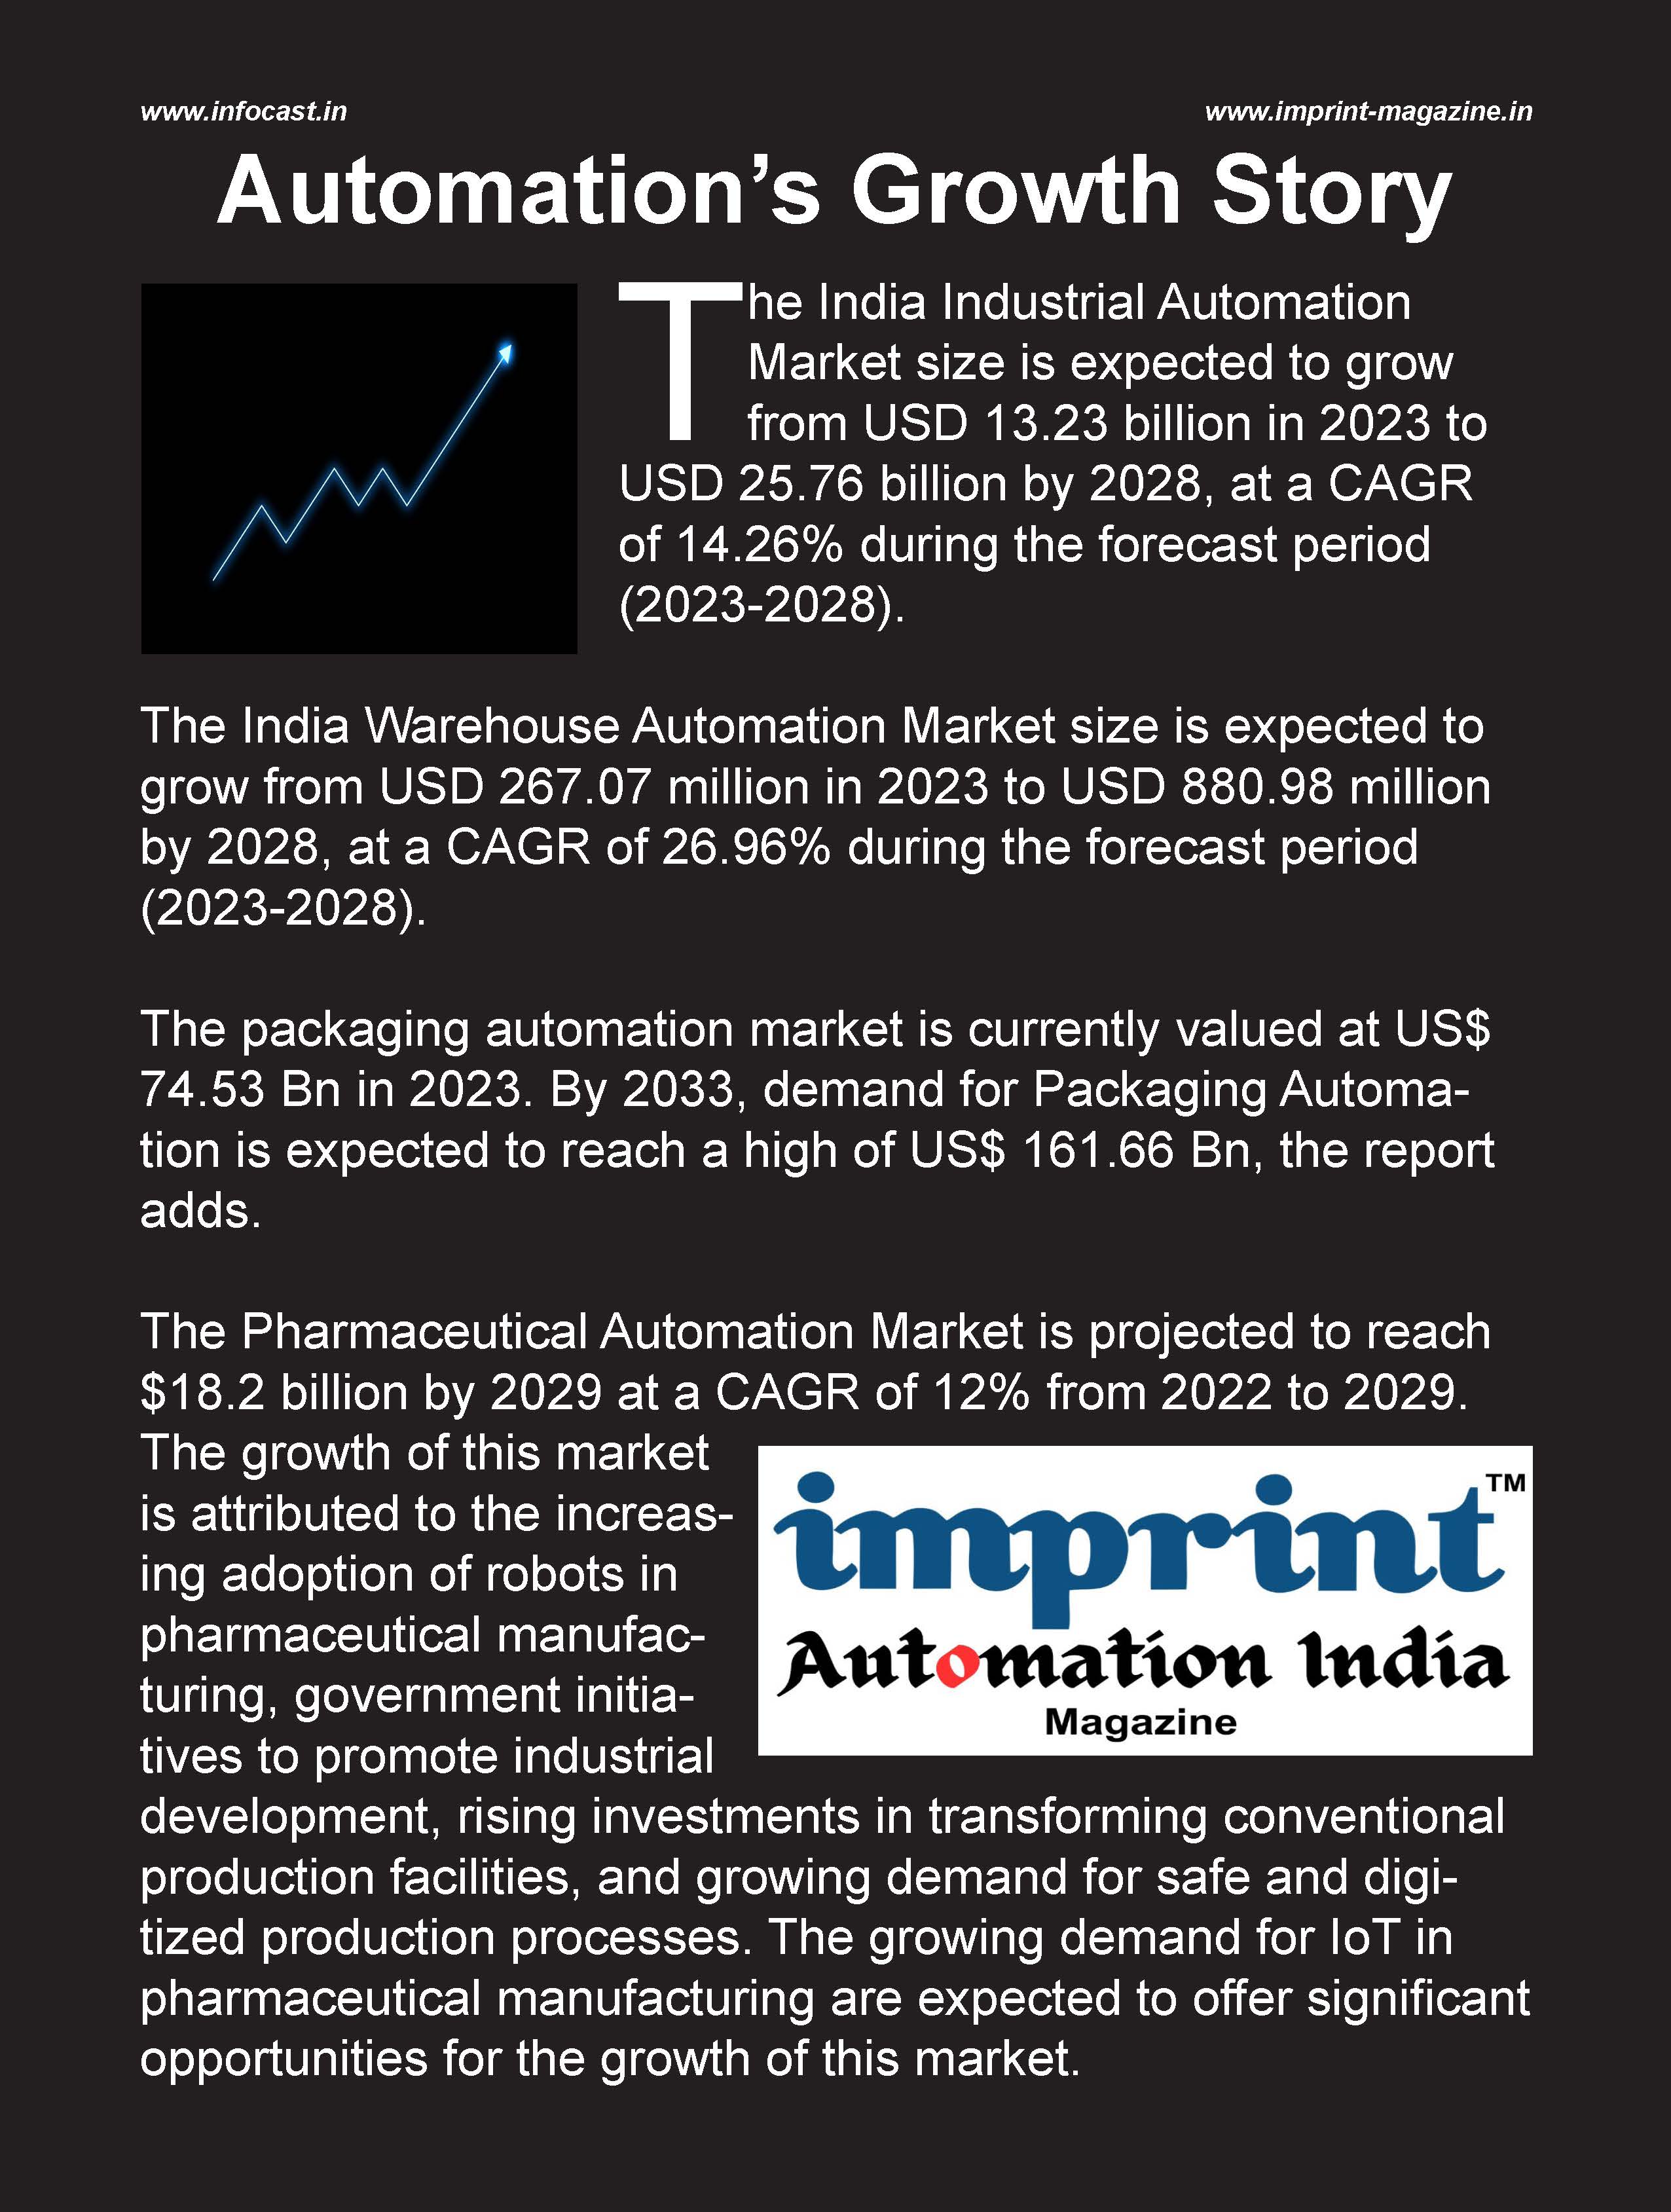 www.infocast.in
www.imprint-magazine.in
Automation’s Growth Story
The India Industrial Automation
Market size is expected to grow
from USD 13.23 billion in 2023 to
USD 25.76 billion by 2028, at a CAGR
of 14.26% during the forecast period
(2023-2028).
The India Warehouse Automation Market size is expected to
grow from USD 267.07 million in 2023 to USD 880.98 million
by 2028, at a CAGR of 26.96% during the forecast period
(2023-2028).
The packaging automation market is currently valued at US$
74.53 Bn in 2023. By 2033, demand for Packaging Automa-
tion is expected to reach a high of US$ 161.66 Bn, the report
adds.
The Pharmaceutical Automation Market is projected to reach
$18.2 billion by 2029 at a CAGR of 12% from 2022 to 2029.
The growth of this market
is attributed to the increas-
ing adoption of robots in
pharmaceutical manufac-
turing, government initia-
tives to promote industrial
development, rising investments in transforming conventional
production facilities, and growing demand for safe and digi-
tized production processes. The growing demand for IoT in
pharmaceutical manufacturing are expected to offer significant
opportunities for the growth of this market.
imprint™
Automation India
Magazine